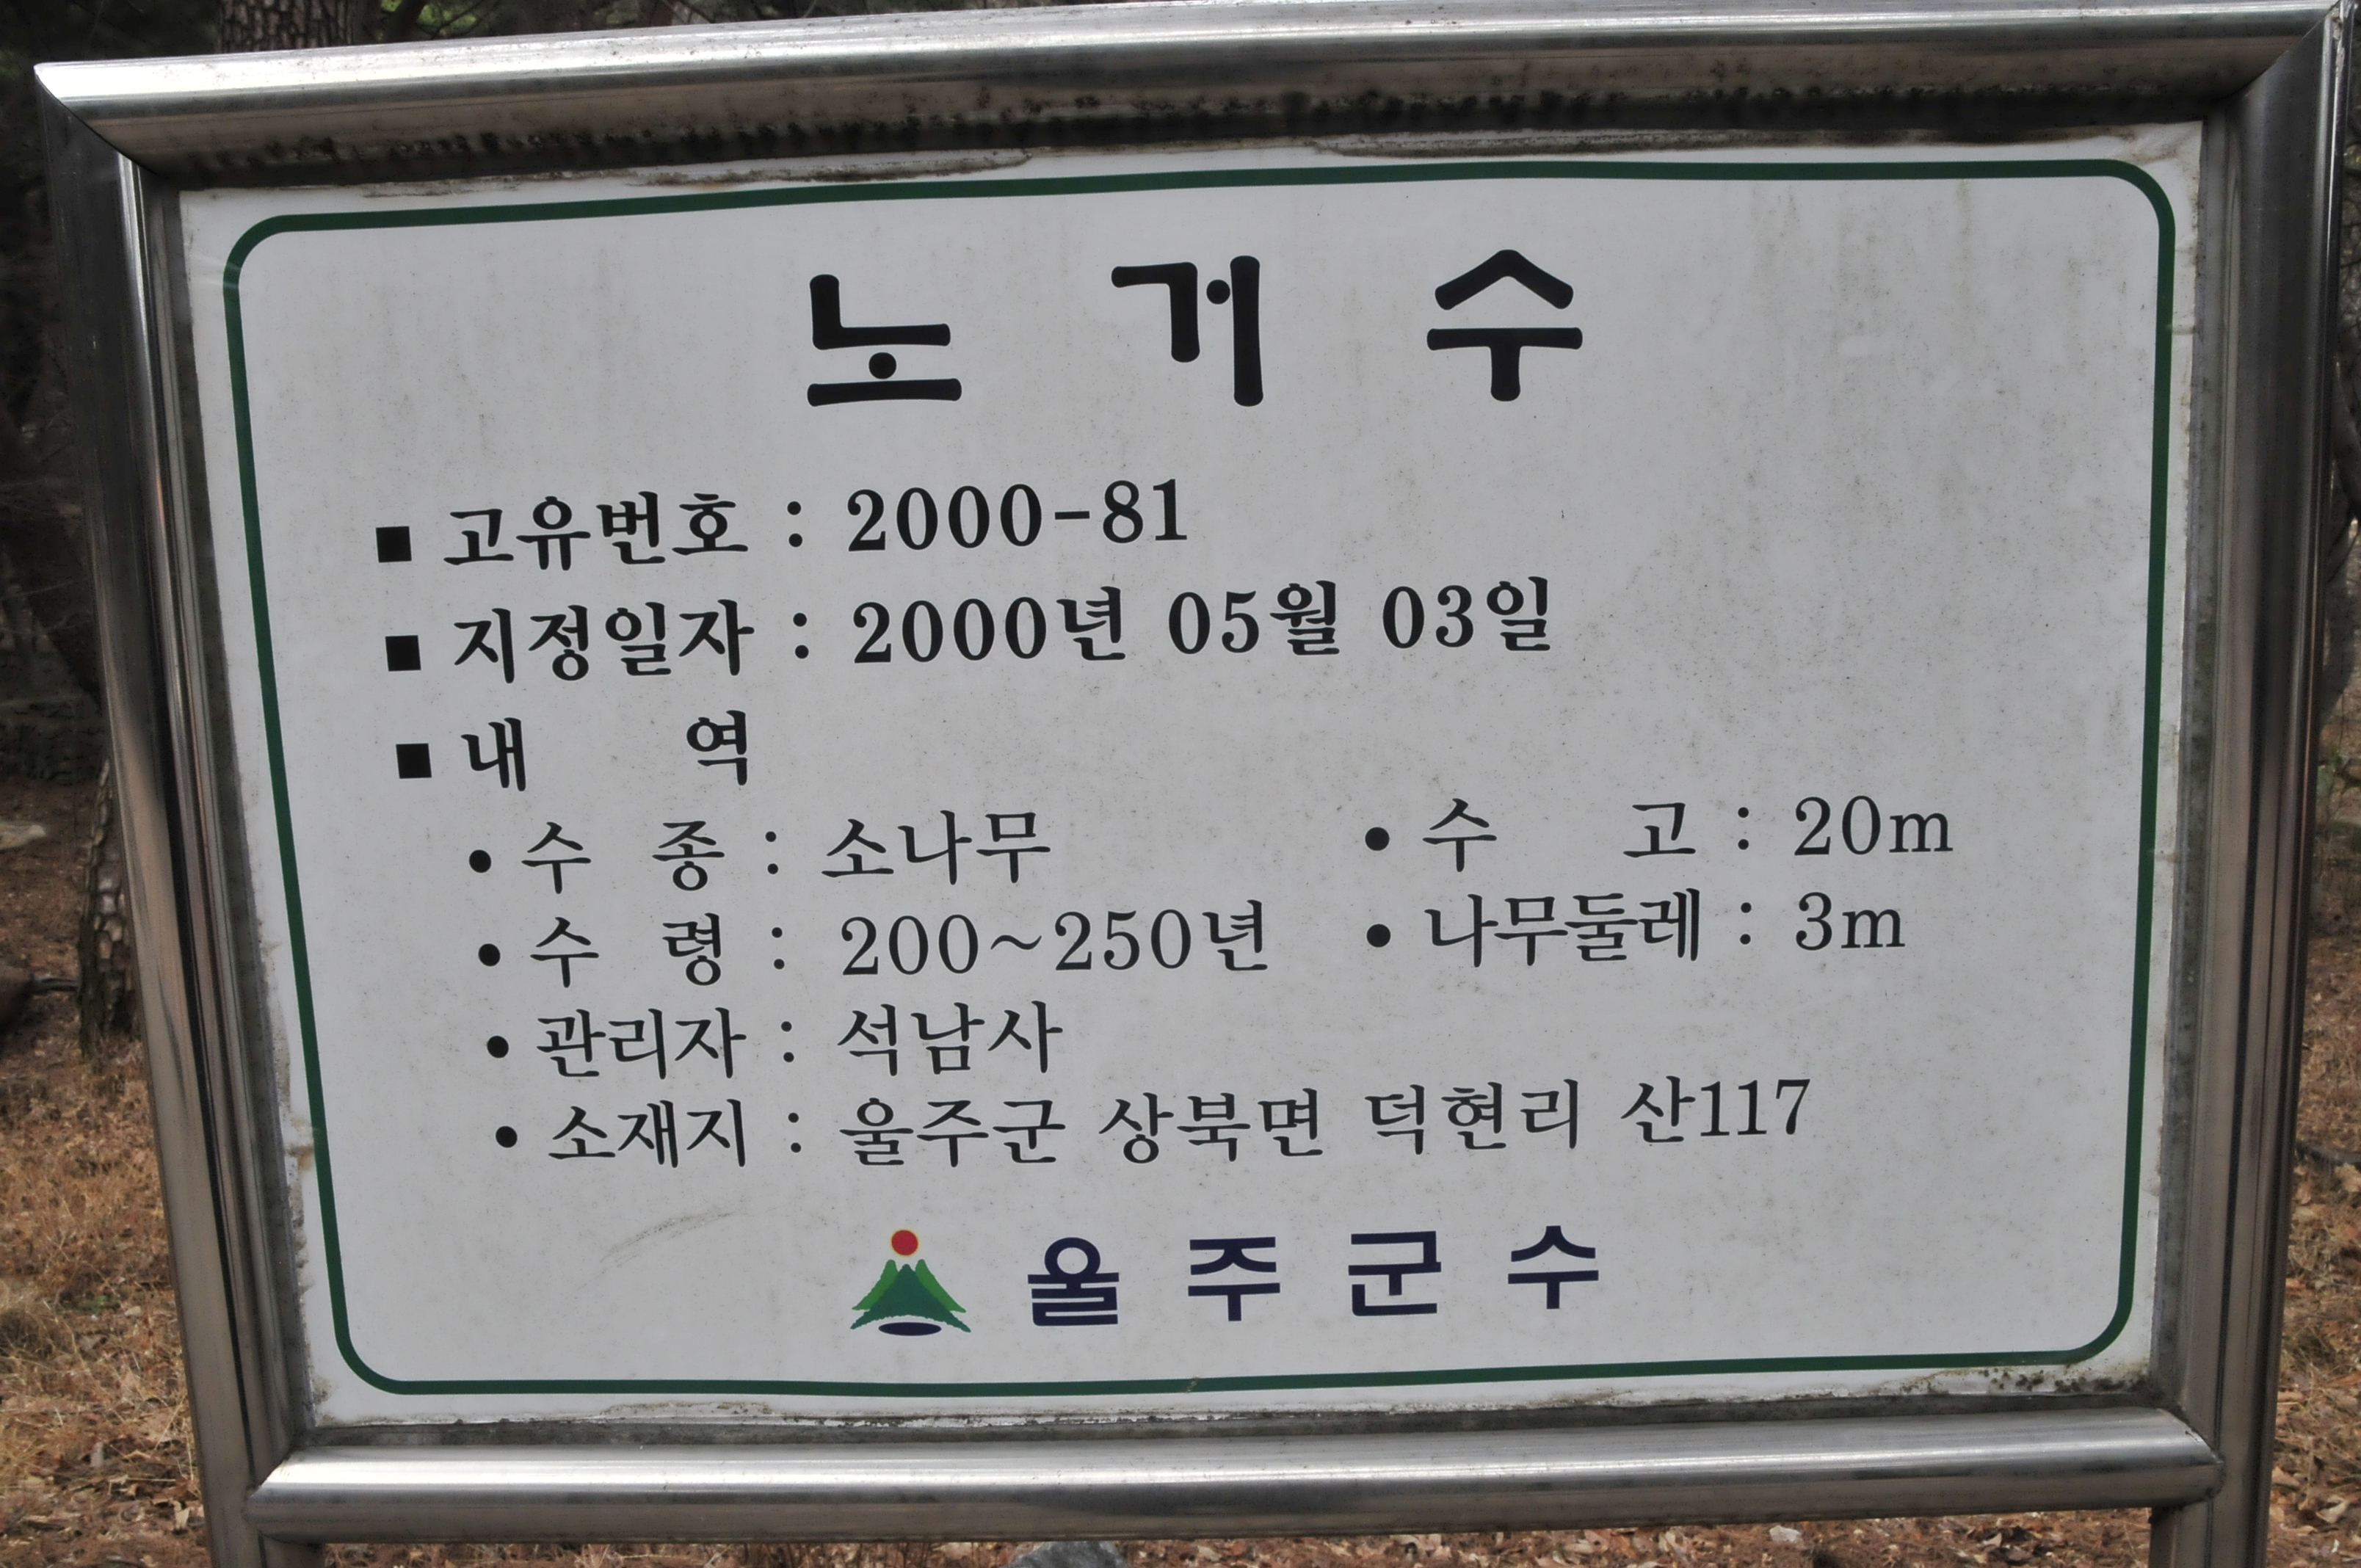 노 거 수
■ 고유번호 : 2000-81
■ 지정일자 : 2000년 05월 03일
■ 내 역
• 수 종 : 소나무 • 수 고 : 20m
• 수 령 : 200~250년 • 나무둘레 : 3m
• 관리자 : 석남사
• 소재지 : 울주군 상북면 덕현리 산117
울 주 군 수